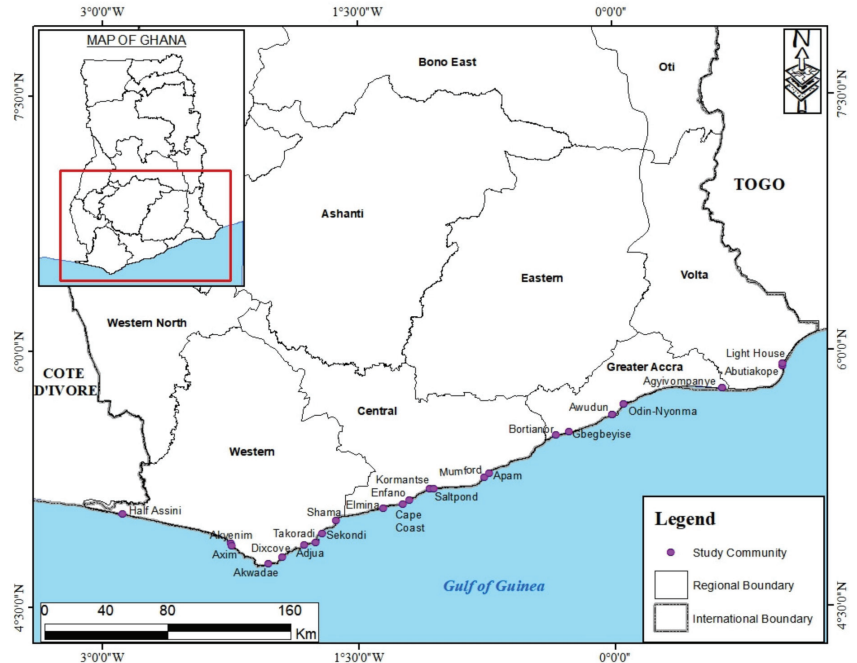 3°0'0"W
1°30'0"W
0°0'0"
MAP OF GHANA
N
Bono East
Oti
7°30'0"N
7°30'0"N
TOGO
Ashanti
Eastern
Volta
Western North
6°0'0"N
6°0'0"N
COTE
D'IVORE
Light House
Abutiakope
Greater Accra
Agyivompanye
Central
Awudun
Odin-Nyonma
Bortianor
Gbegbeyise
Western
Mumford
Apam
Kormantse
Saltpond
Enfano
Elmina
Cape
Coast
Shama
Half Assini
Takoradi
Sekondi
Akyenim
Axim
Dixcove
Adjua
Akwadae
Gulf of Guinea
Legend
Study Community
Regional Boundary
International Boundary
0 40 80 160
Km
4°30'0"N
4°30'0"N
3°0'0"W
1°30'0"W
0°0'0"